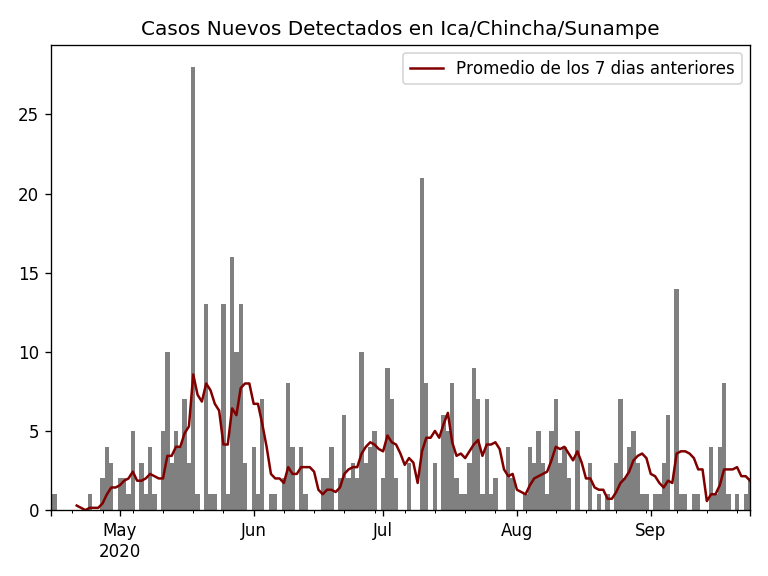 Casos Nuevos Detectados en Ica/Chincha/Sunampe
Promedio de los 7 dias anteriores
25
20
15
10
5
0
May
2020
Jun
Jul
Aug
Sep